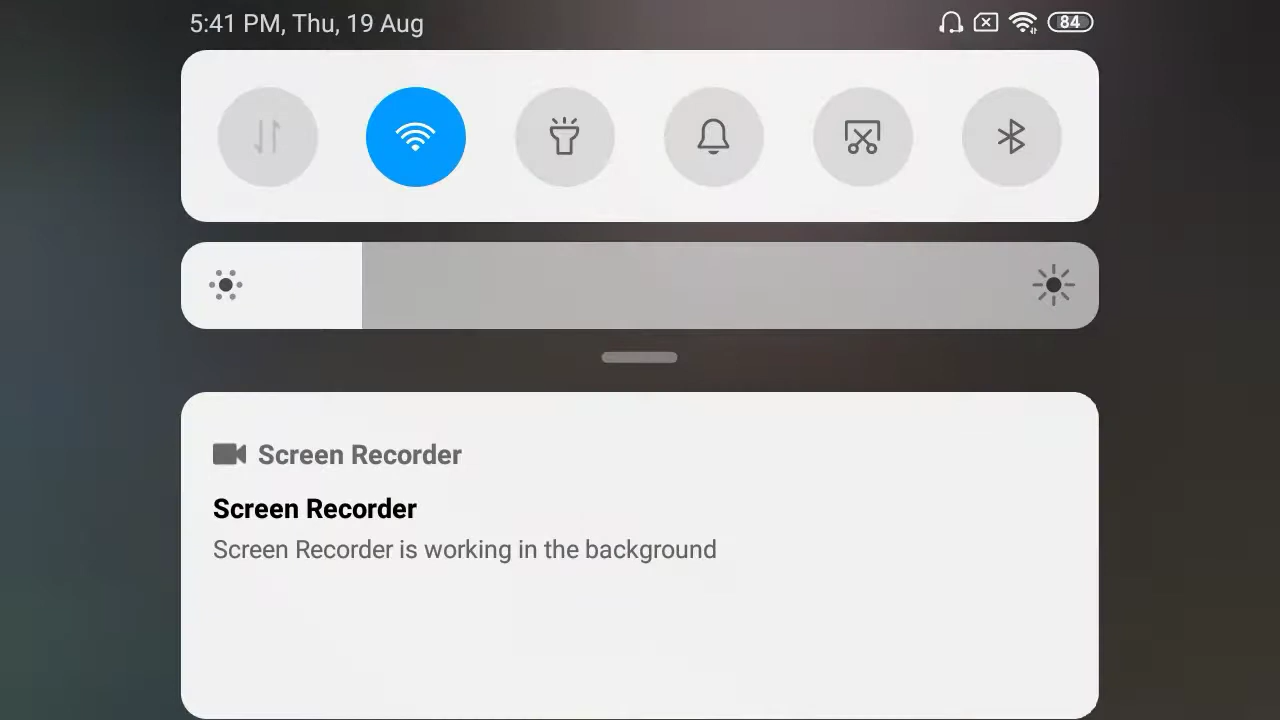 5:41 PM, Thu, 19 Aug
84
Screen Recorder
Screen Recorder
Screen Recorder is working in the background